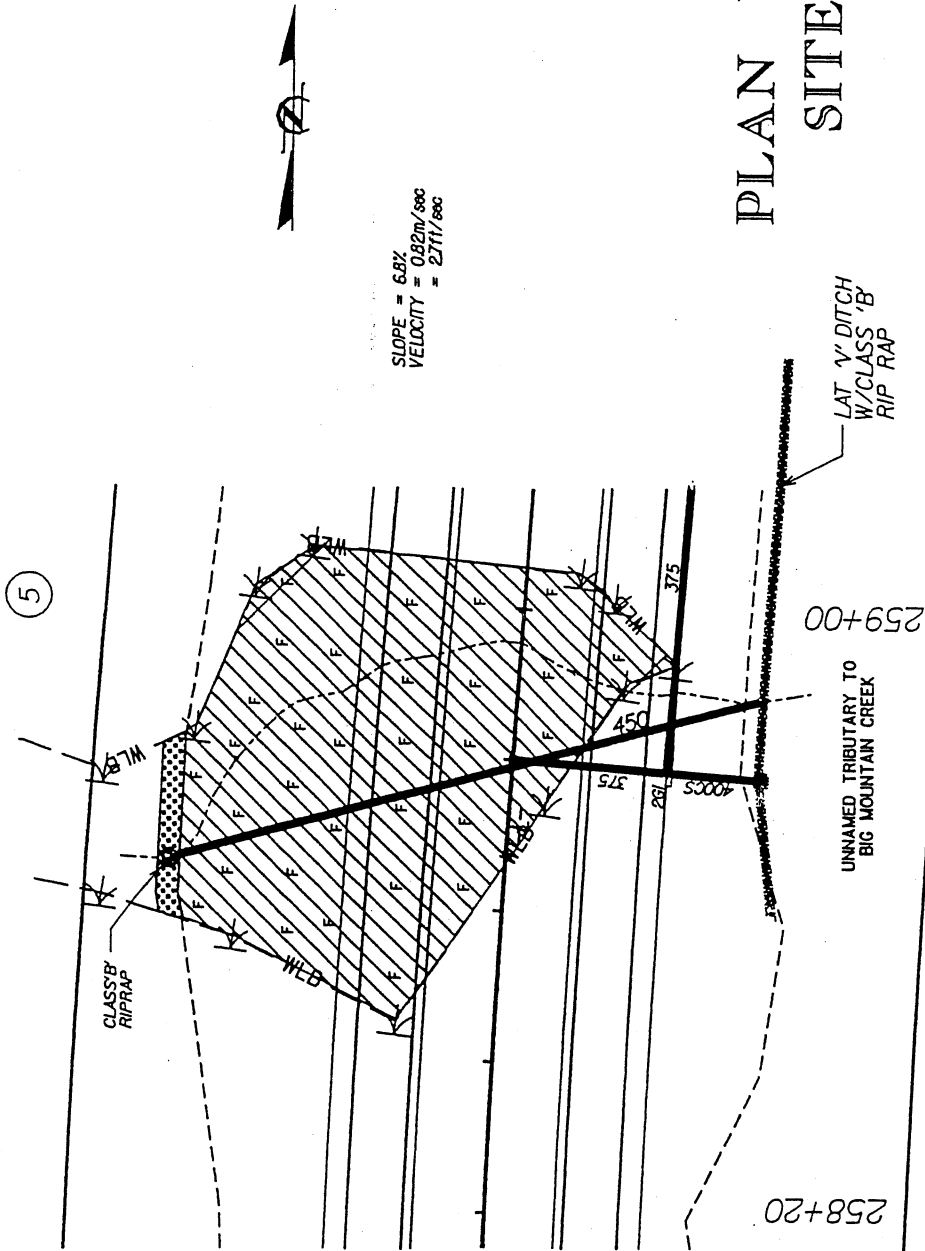 5
N
PLAN
SITE
SLOPE = 6.8%
VELOCITY = 0.82m/sec
= 2.7ft/sec
LAT 'V' DITCH
W/CLASS 'B'
RIP RAP
CLASS'B'
RIPRAP
WLB
WLB
WLB
WLB
WLB
F F F F F F F F F F F F F F F F F F F F F F F F F F
450
375
375
2GI
400CS
UNNAMED TRIBUTARY TO
BIG MOUNTAIN CREEK
259+00
258+20